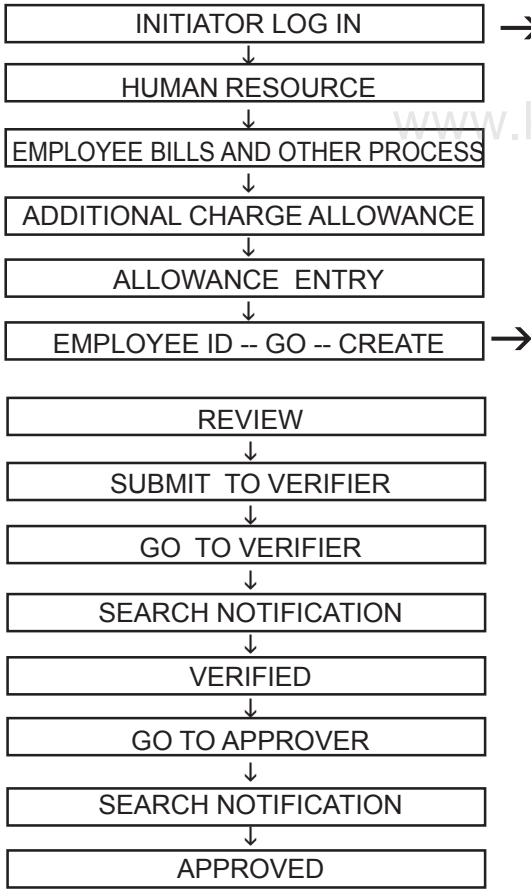 INITIATOR LOG IN
HUMAN RESOURCE
www.
EMPLOYEE BILLS AND OTHER PROCESS
ADDITIONAL CHARGE ALLOWANCE
ALLOWANCE ENTRY
EMPLOYEE ID -- GO -- CREATE
REVIEW
SUBMIT TO VERIFIER
GO TO VERIFIER
SEARCH NOTIFICATION
VERIFIED
GO TO APPROVER
SEARCH NOTIFICATION
APPROVED